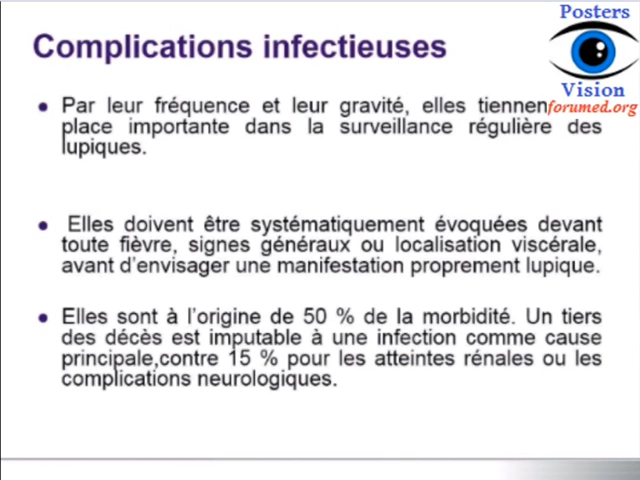 Posters
Vision
forumed.org
Complications infectieuses
Par leur fréquence et leur gravité, elles tiennen
place importante dans la surveillance régulière des
lupiques.
Elles doivent être systématiquement évoquées devant
toute fièvre, signes généraux ou localisation viscérale,
avant d'envisager une manifestation proprement lupique.
Elles sont à l'origine de 50 % de la morbidité. Un tiers
des décès est imputable à une infection comme cause
principale,contre 15 % pour les atteintes rénales ou les
complications neurologiques.